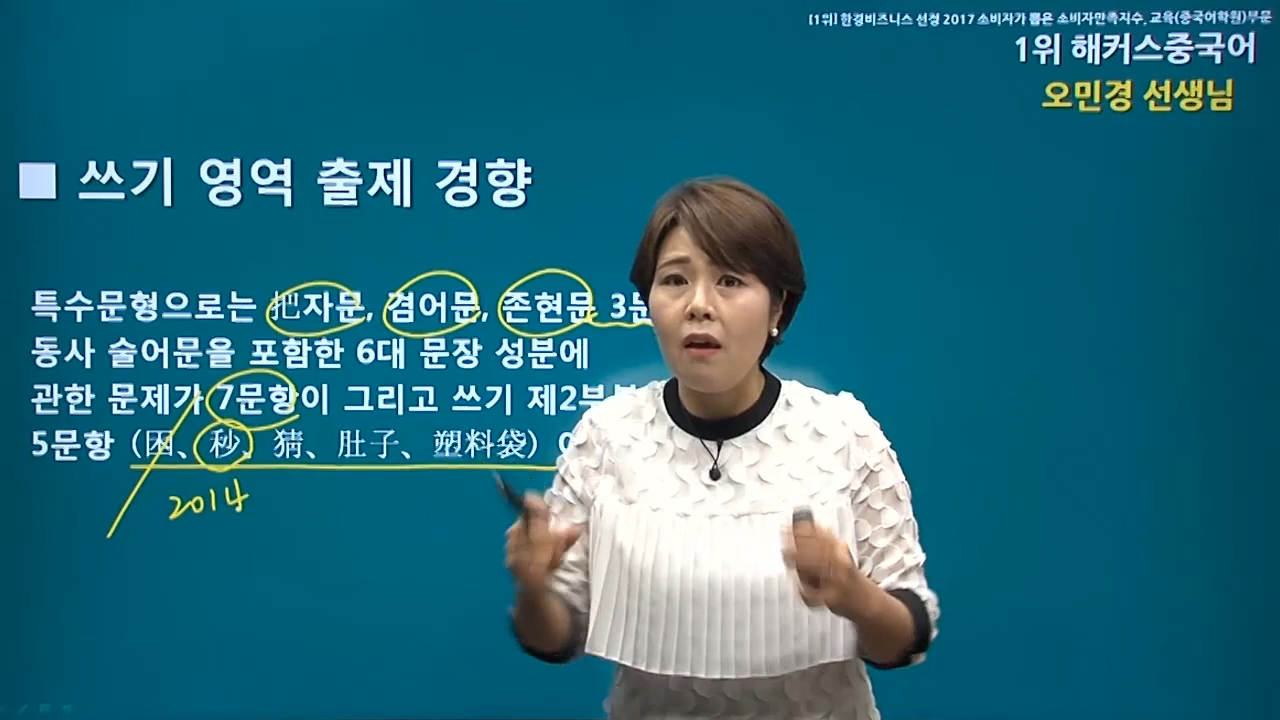 [1위] 한경비즈니스 선정 2017 소비자가 뽑은 소비자만족지수, 교육(중국어학원)부문
1위 해커스중국어
오민경 선생님
■ 쓰기 영역 출제 경향
특수문형으로는 把자문, 겸어문, 존현문 3문
동사 술어문을 포함한 6대 문장 성분에
관한 문제가 7문항이 그리고 쓰기 제2부분
5문항 (困、秒、猜、肚子、塑料袋)
2014